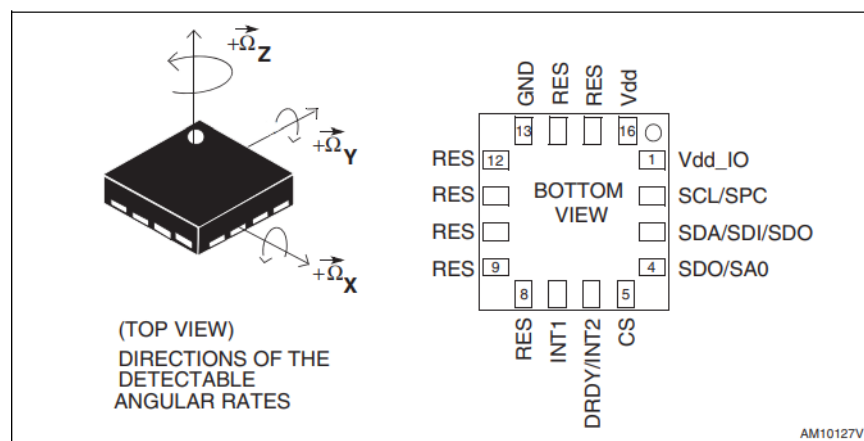 +Ω Z
+Ω Y
+Ω X
(TOP VIEW)
DIRECTIONS OF THE
DETECTABLE
ANGULAR RATES
GND
RES
RES
Vdd
13
16
RES
12
1
Vdd_IO
RES
BOTTOM
VIEW
SCL/SPC
RES
SDA/SDI/SDO
RES
9
4
SDO/SA0
8
5
RES
INT1
DRDY/INT2
CS
AM10127V